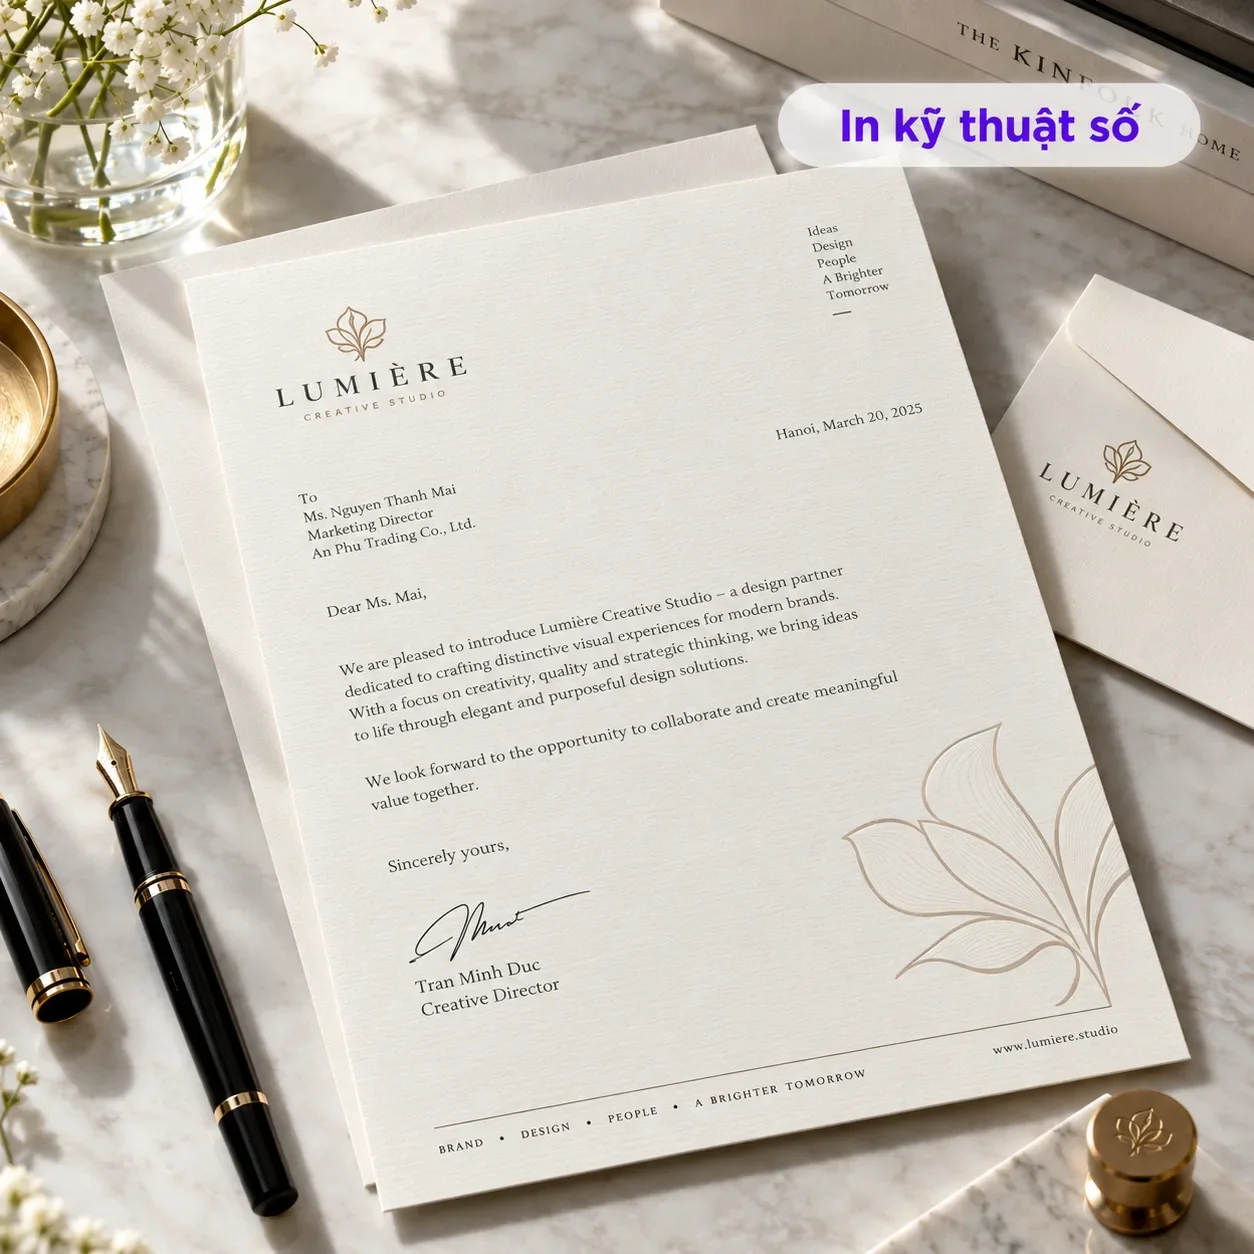 THE KINFOLK HOME
In kỹ thuật số
Ideas
Design
People
A Brighter
Tomorrow
LUMIÈRE
CREATIVE STUDIO
Hanoi, March 20, 2025
To
Ms. Nguyen Thanh Mai
Marketing Director
An Phu Trading Co., Ltd.
Dear Ms. Mai,
We are pleased to introduce Lumière Creative Studio – a design partner
dedicated to crafting distinctive visual experiences for modern brands.
With a focus on creativity, quality and strategic thinking, we bring ideas
to life through elegant and purposeful design solutions.
We look forward to the opportunity to collaborate and create meaningful
value together.
Sincerely yours,
Tran Minh Duc
Creative Director
www.lumiere.studio
BRAND • DESIGN • PEOPLE • A BRIGHTER TOMORROW
LUMIÈRE
CREATIVE STUDIO